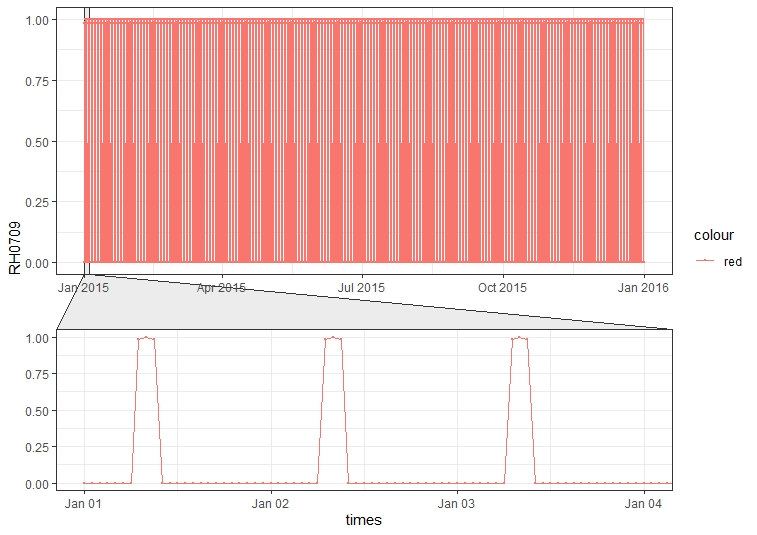 1.00
0.75
0.50
0.25
0.00
RH0709
Jan 2015
Apr 2015
Jul 2015
Oct 2015
Jan 2016
colour
red
1.00
0.75
0.50
0.25
0.00
Jan 01
Jan 02
Jan 03
Jan 04
times